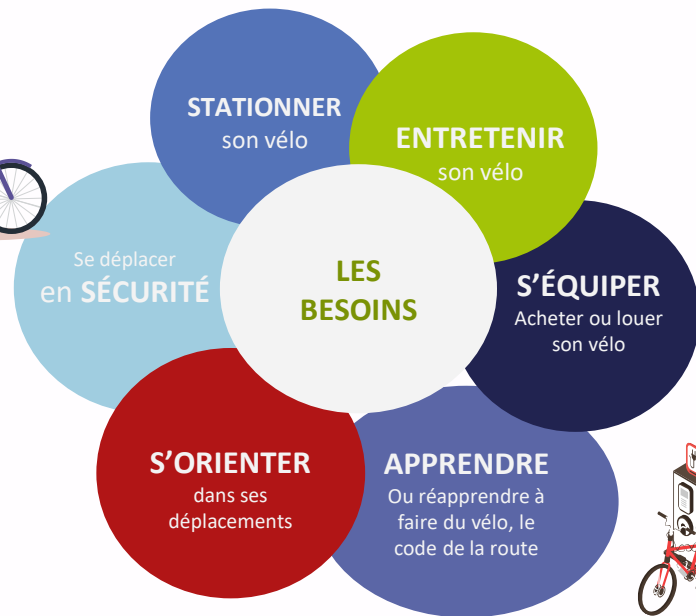 STATIONNER
son vélo
ENTRETENIR
son vélo
Se déplacer
en SÉCURITÉ
LES
BESOINS
S’ÉQUIPER
Acheter ou louer
son vélo
S’ORIENTER
dans ses
déplacements
APPRENDRE
Ou réapprendre à
faire du vélo, le
code de la route